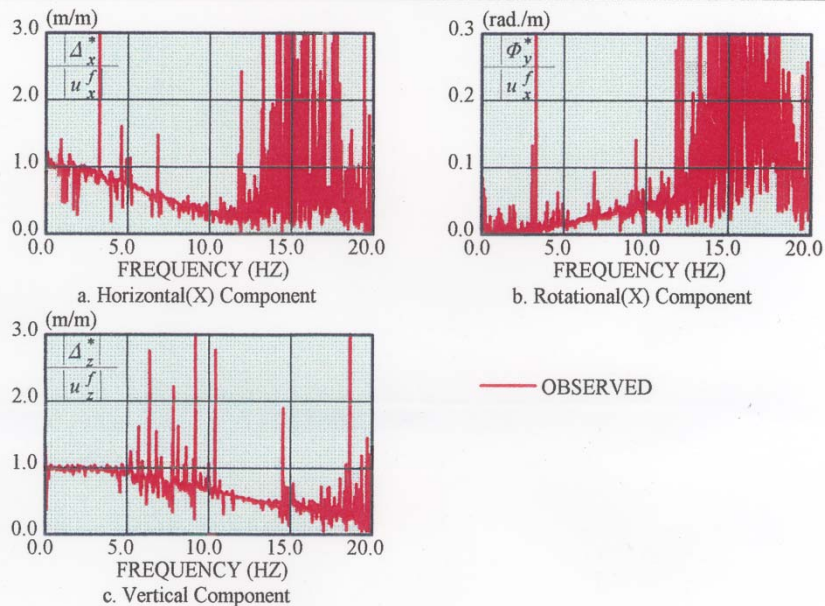 (m/m)
3.0
2.0
1.0
0.0
|Δ*x|
|u f x|
0.0 5.0 10.0 15.0 20.0
FREQUENCY (HZ)
a. Horizontal(X) Component
(rad./m)
0.3
0.2
0.1
0.0
|Φ*y|
|u f x|
0.0 5.0 10.0 15.0 20.0
FREQUENCY (HZ)
b. Rotational(X) Component
(m/m)
3.0
2.0
1.0
0.0
|Δ*z|
|u f z|
0.0 5.0 10.0 15.0 20.0
FREQUENCY (HZ)
c. Vertical Component
OBSERVED